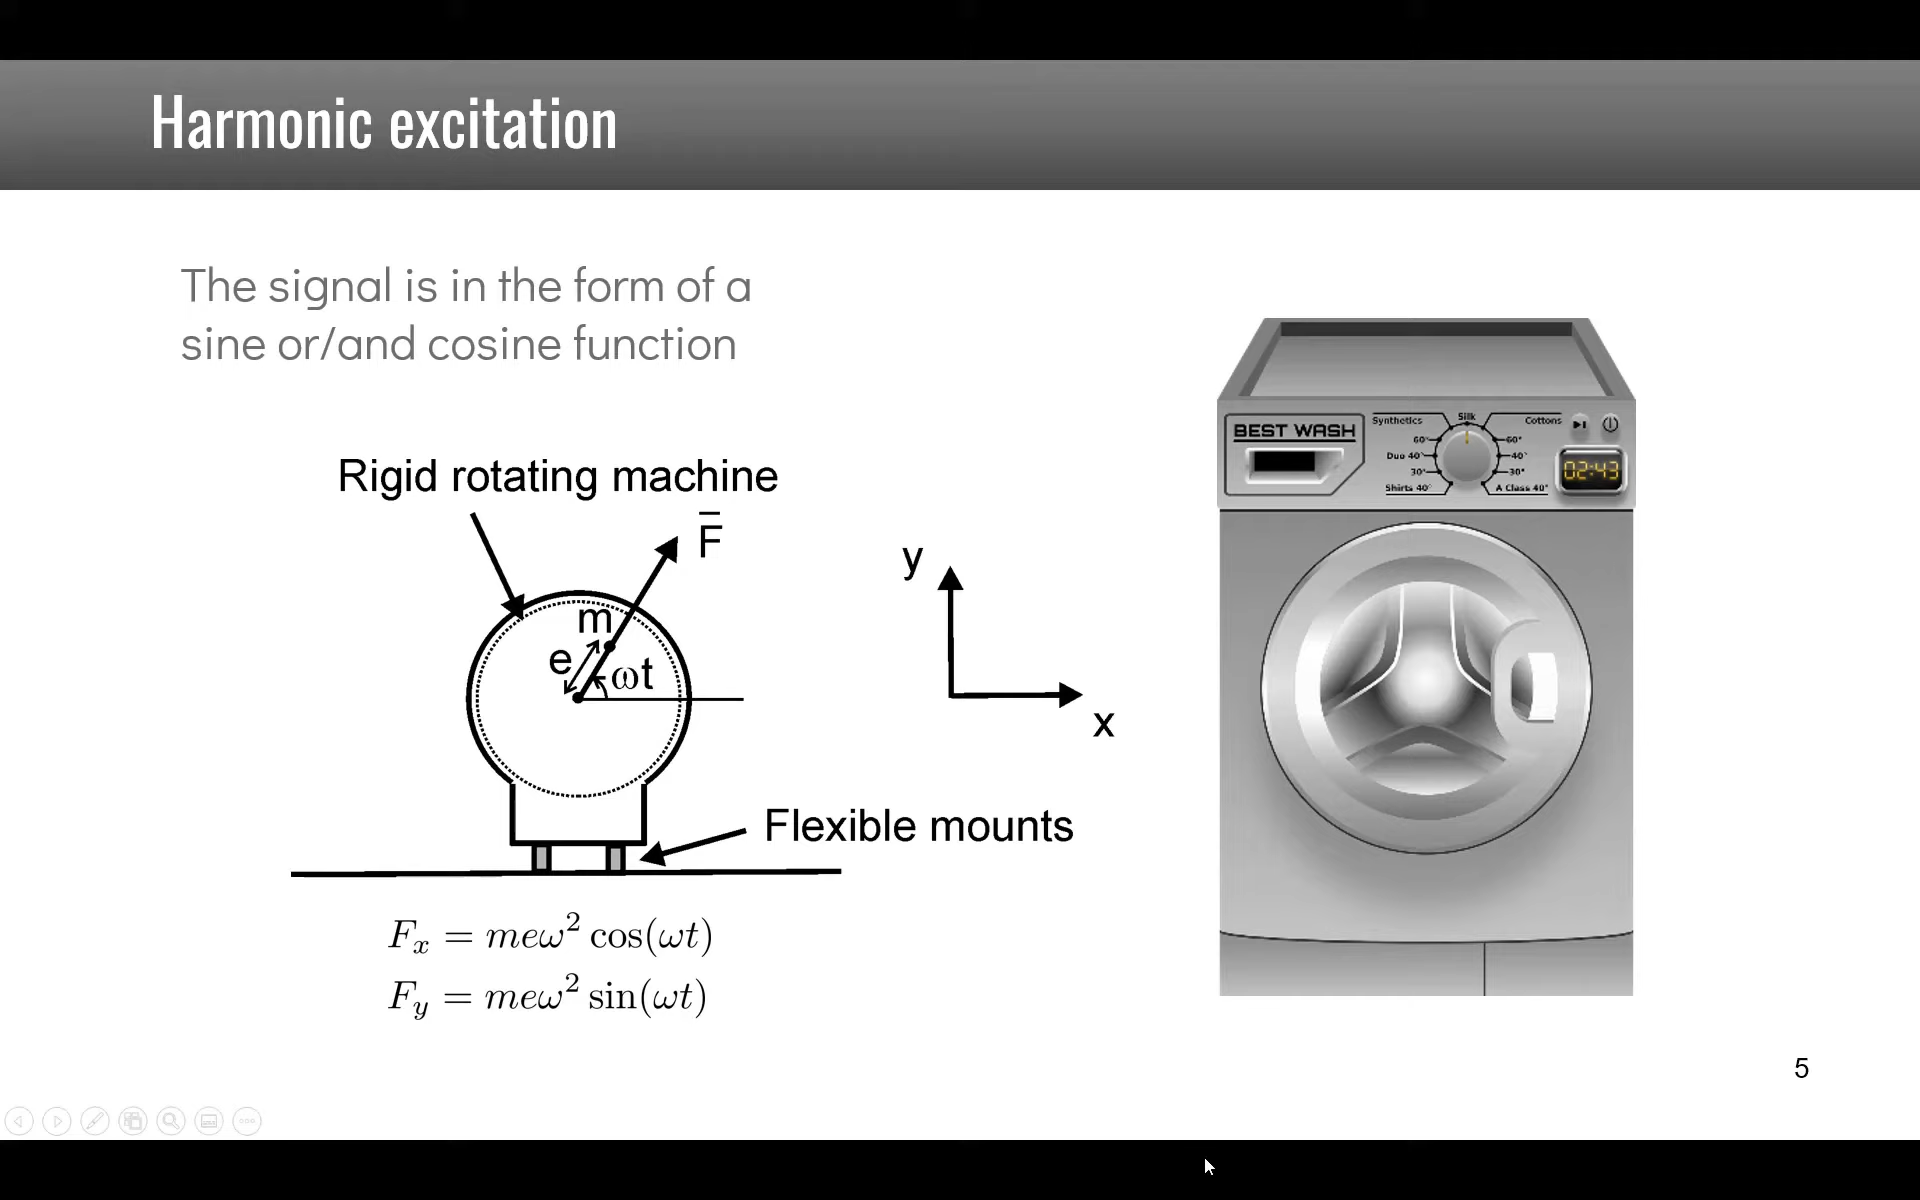 Harmonic excitation
The signal is in the form of a
sine or/and cosine function
Rigid rotating machine
F̅
m
e
ωt
y
x
Flexible mounts
Fₓ = meω² cos(ωt)
F_y = meω² sin(ωt)
BEST WASH
Synthetics
Silk
Cottons
60°
60°
Duo 40°
40°
30°
30°
Shirts 40°
A Class 40°
02:43
5